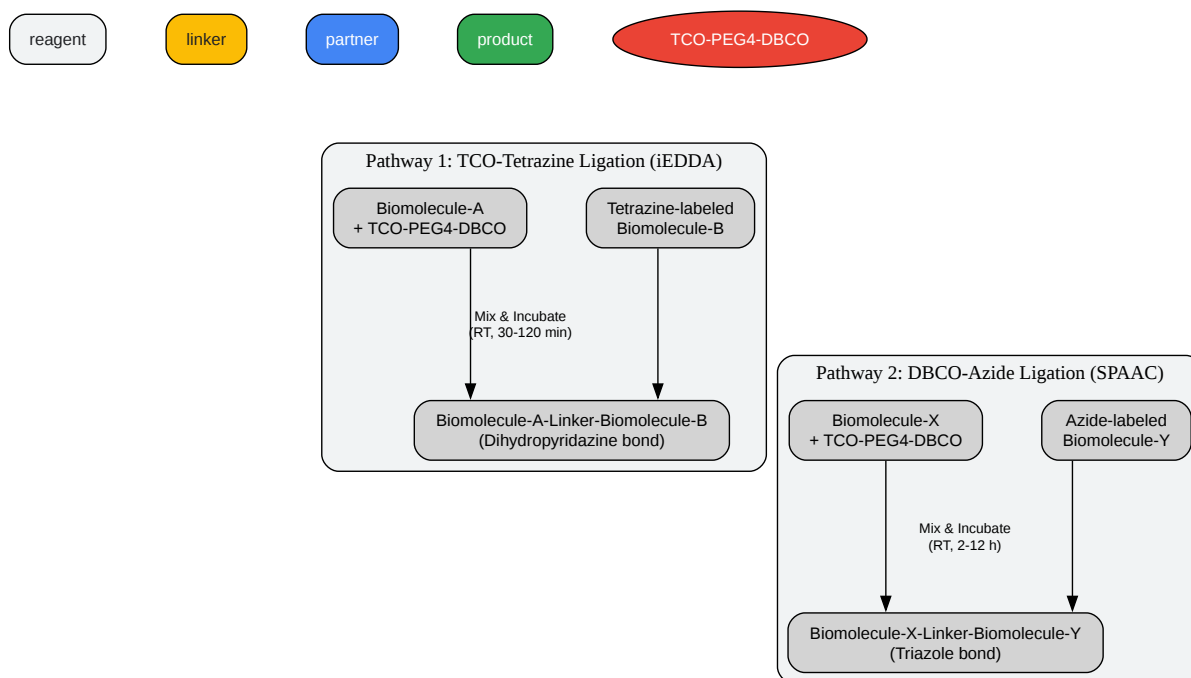 reagent
linker
partner
product
TCO-PEG4-DBCO
Pathway 1: TCO-Tetrazine Ligation (iEDDA)
Biomolecule-A
+ TCO-PEG4-DBCO
Tetrazine-labeled
Biomolecule-B
Mix & Incubate
(RT, 30-120 min)
Biomolecule-A-Linker-Biomolecule-B
(Dihydropyridazine bond)
Pathway 2: DBCO-Azide Ligation (SPAAC)
Biomolecule-X
+ TCO-PEG4-DBCO
Azide-labeled
Biomolecule-Y
Mix & Incubate
(RT, 2-12 h)
Biomolecule-X-Linker-Biomolecule-Y
(Triazole bond)